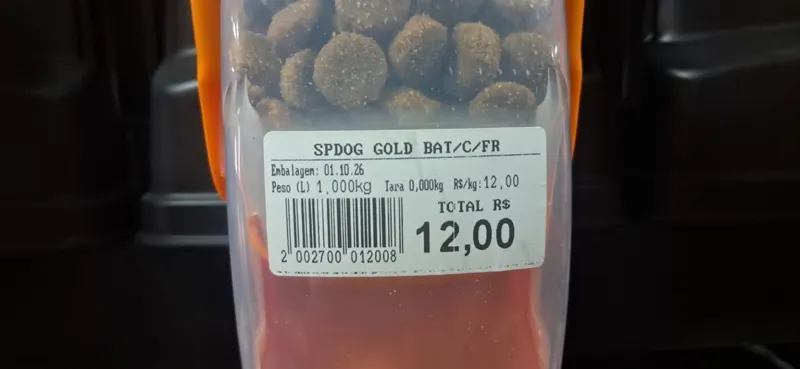 SPDOG GOLD BAT/C/FR
Embalagem: 01.10.26
Peso (L) 1,000kg Tara 0,000kg R$/kg:12,00
TOTAL R$
12,00
2 002700 012008